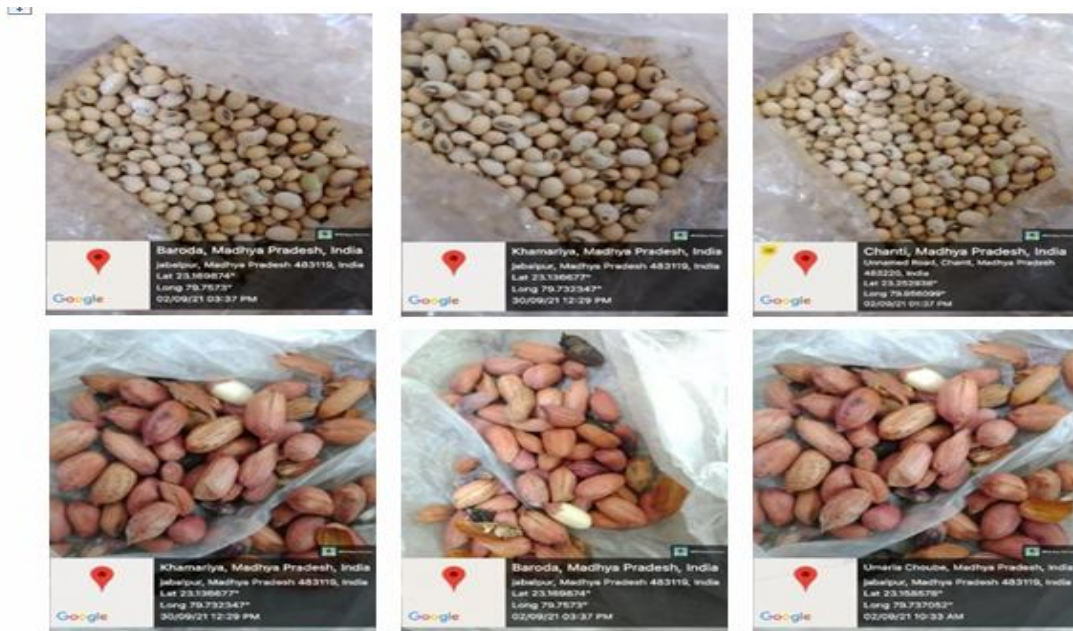 Baroda, Madhya Pradesh, India
jabalpur, Madhya Pradesh 483119, India
Lat 23.169874°
Long 79.7573°
02/09/21 03:37 PM
Google
Khamariya, Madhya Pradesh, India
jabalpur, Madhya Pradesh 483119, India
Lat 23.136677°
Long 79.732347°
30/09/21 12:29 PM
Google
Chanti, Madhya Pradesh, India
Unnamed Road, Chanti, Madhya Pradesh
483220, India
Lat 23.252938°
Long 79.856099°
02/09/21 01:37 PM
Google
Khamariya, Madhya Pradesh, India
jabalpur, Madhya Pradesh 483119, India
Lat 23.136677°
Long 79.732347°
30/09/21 12:29 PM
Google
Baroda, Madhya Pradesh, India
jabalpur, Madhya Pradesh 483119, India
Lat 23.169874°
Long 79.7573°
02/09/21 03:37 PM
Google
Umaria Choube, Madhya Pradesh, India
jabalpur, Madhya Pradesh 483119, India
Lat 23.158578°
Long 79.737052°
02/09/21 10:33 AM
Google